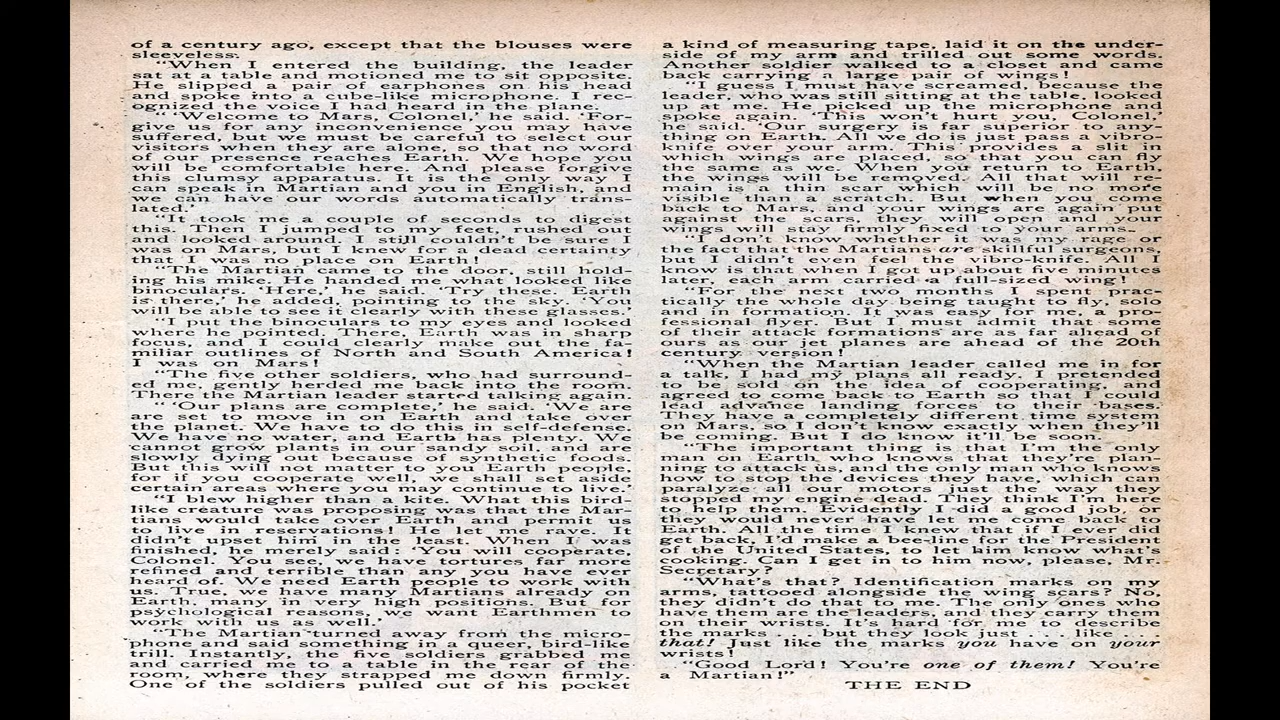 of a century ago, except that the blouses were
sleeveless.
"When I entered the building, the leader
sat at a table and motioned me to sit opposite.
He slipped a pair of earphones on his head
and spoke into a cube-like microphone. I rec-
ognized the voice I had heard in the plane.
" 'Welcome to Mars, Colonel,' he said. 'For-
give us for any inconvenience you may have
suffered, but we must be careful to select our
visitors when they are alone, so that no word
of our presence reaches Earth. We hope you
will be comfortable here. And please forgive
this clumsy apparatus. It is the only way I
can speak in Martian and you in English, and
we can have our words automatically trans-
lated.'
"It took me a couple of seconds to digest
this. Then I jumped to my feet, rushed out
and looked around. I still couldn't be sure I
was on Mars, but I knew for a dead certainty
that I was no place on Earth!
"The Martian came to the door, still hold-
ing his mike. He handed me what looked like
binoculars. 'Here,' he said. 'Try these. Earth
is there,' he added, pointing to the sky. 'You
will be able to see it clearly with these glasses.'
"I put the binoculars to my eyes and looked
where he pointed. There, Earth was in sharp
focus, and I could clearly make out the fa-
miliar outlines of North and South America!
I was on Mars!
"The five other soldiers, who had surround-
ed me, gently herded me back into the room.
There the Martian leader started talking again.
" 'Our plans are complete,' he said. 'We are
are set to move in on Earth and take over
the planet. We have to do this in self-defense.
We have no water, and Earth has plenty. We
cannot grow plants in our sandy soil, and are
slowly dying out because of synthetic foods.
But this will not matter to you Earth people,
for if you cooperate well, we shall set aside
certain areas where you may continue to live.'
"I blew higher than a kite. What this bird-
like creature was proposing was that the Mar-
tians would take over Earth and permit us
to live in reservations! He let me rave. It
didn't upset him in the least. When I was
finished, he merely said: 'You will cooperate,
Colonel. You see, we have tortures far more
refined and terrible than any you have ever
heard of. We need Earth people to work with
us. True, we have many Martians already on
Earth, many in very high positions. But for
psychological reasons, we want Earthmen to
work with us as well.'
"The Martian turned away from the micro-
phone and said something in a queer, bird-like
trill. Instantly, the five soldiers grabbed me
and carried me to a table in the rear of the
room, where they strapped me down firmly.
One of the soldiers pulled out of his pocket
a kind of measuring tape, laid it on the under-
side of my arm and trilled out some words.
Another soldier walked to a closet and came
back carrying a large pair of wings!
"I guess I must have screamed, because the
leader, who was still sitting at the table, looked
up at me. He picked up the microphone and
spoke again. 'This won't hurt you, Colonel,'
he said. 'Our surgery is far superior to any-
thing on Earth's. All we do is just pass a vibro-
knife over your arm. This provides a slit in
which wings are placed, so that you can fly
the same as we. When you return to Earth,
the wings will be removed. All that will re-
main is a thin scar which will be no more
visible than a scratch. But when you come
back to Mars, and your wings are again put
against the scars, they will open and your
wings will stay firmly fixed to your arms.
"I don't know whether it was my rage or
the fact that the Martians are skillful surgeons,
but I didn't even feel the vibro-knife. All I
know is that when I got up about five minutes
later, each arm carried a full-sized wing!
"For the next two months I spent prac-
tically the whole day being taught to fly, solo
and in formation. It was easy for me, a pro-
fessional flyer. But I must admit that some
of their attack formations are as far ahead of
ours as our jet planes are ahead of the 20th
century version!
"When the Martian leader called me in for
a talk, I had my plans all ready. I pretended
to be sold on the idea of cooperating, and
agreed to come back to Earth so that I could
lead advance landing forces to their bases.
They have a completely different time system
on Mars, so I don't know exactly when they'll
be coming. But I do know it'll be soon.
"The important thing is that I'm the only
man on Earth who knows that they're plan-
ning to attack us, and the only man who knows
how to stop the devices they have, which can
paralyze all our motors just the way they
stopped my engine dead. They think I'm here
to help them. Evidently I did a good job, or
they would never have let me come back to
Earth. All the time I knew that if I ever did
get back, I'd make a bee-line for the President
of the United States, to let him know what's
cooking. Can I get in to him now, please, Mr.
Secretary?
"What's that? Identification marks on my
arms, tattooed alongside the wing scars? No,
they didn't do that to me. The only ones who
have them are the leaders, and they carry them
on their wrists. It's hard for me to describe
the marks . . . but they look just . . . like . . .
that! Just like the marks you have on your
wrists!
"Good Lord! You're one of them! You're
a Martian!"
THE END